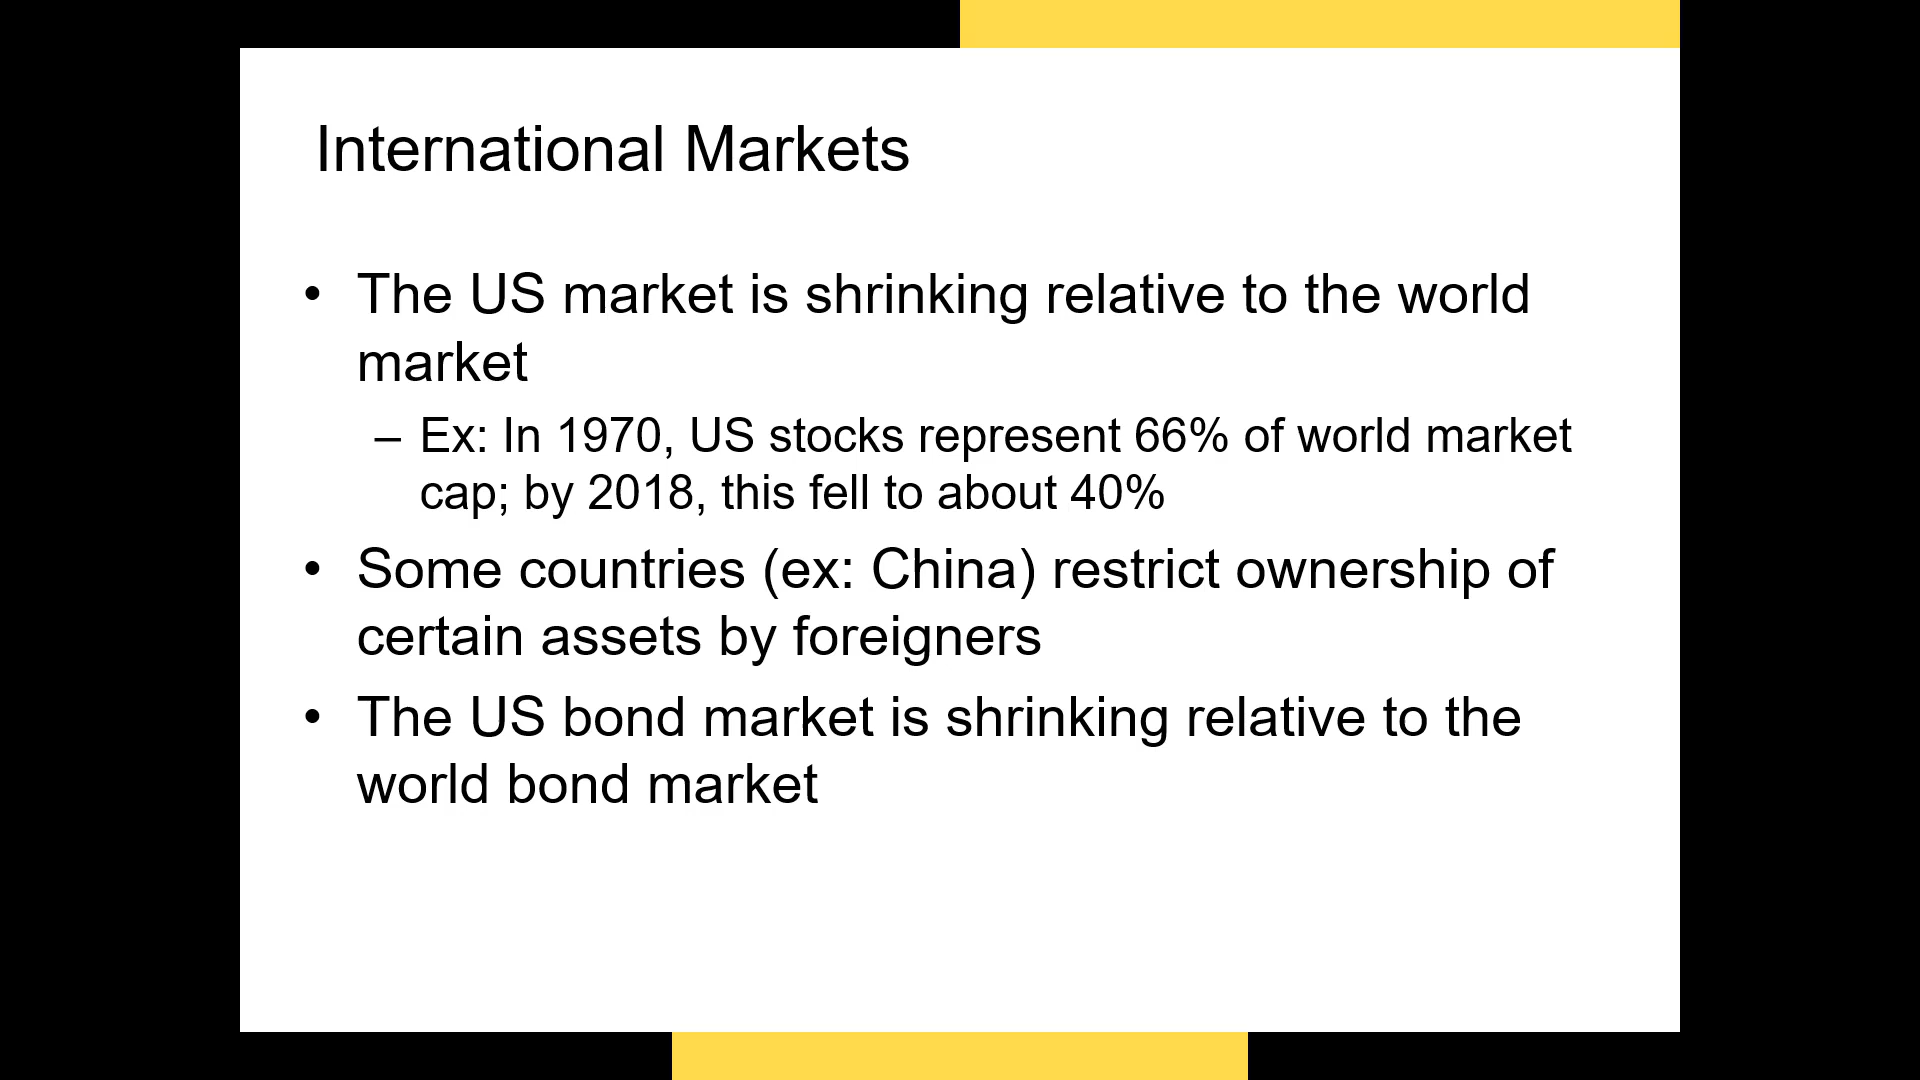 International Markets
• The US market is shrinking relative to the world
market
– Ex: In 1970, US stocks represent 66% of world market
cap; by 2018, this fell to about 40%
• Some countries (ex: China) restrict ownership of
certain assets by foreigners
• The US bond market is shrinking relative to the
world bond market